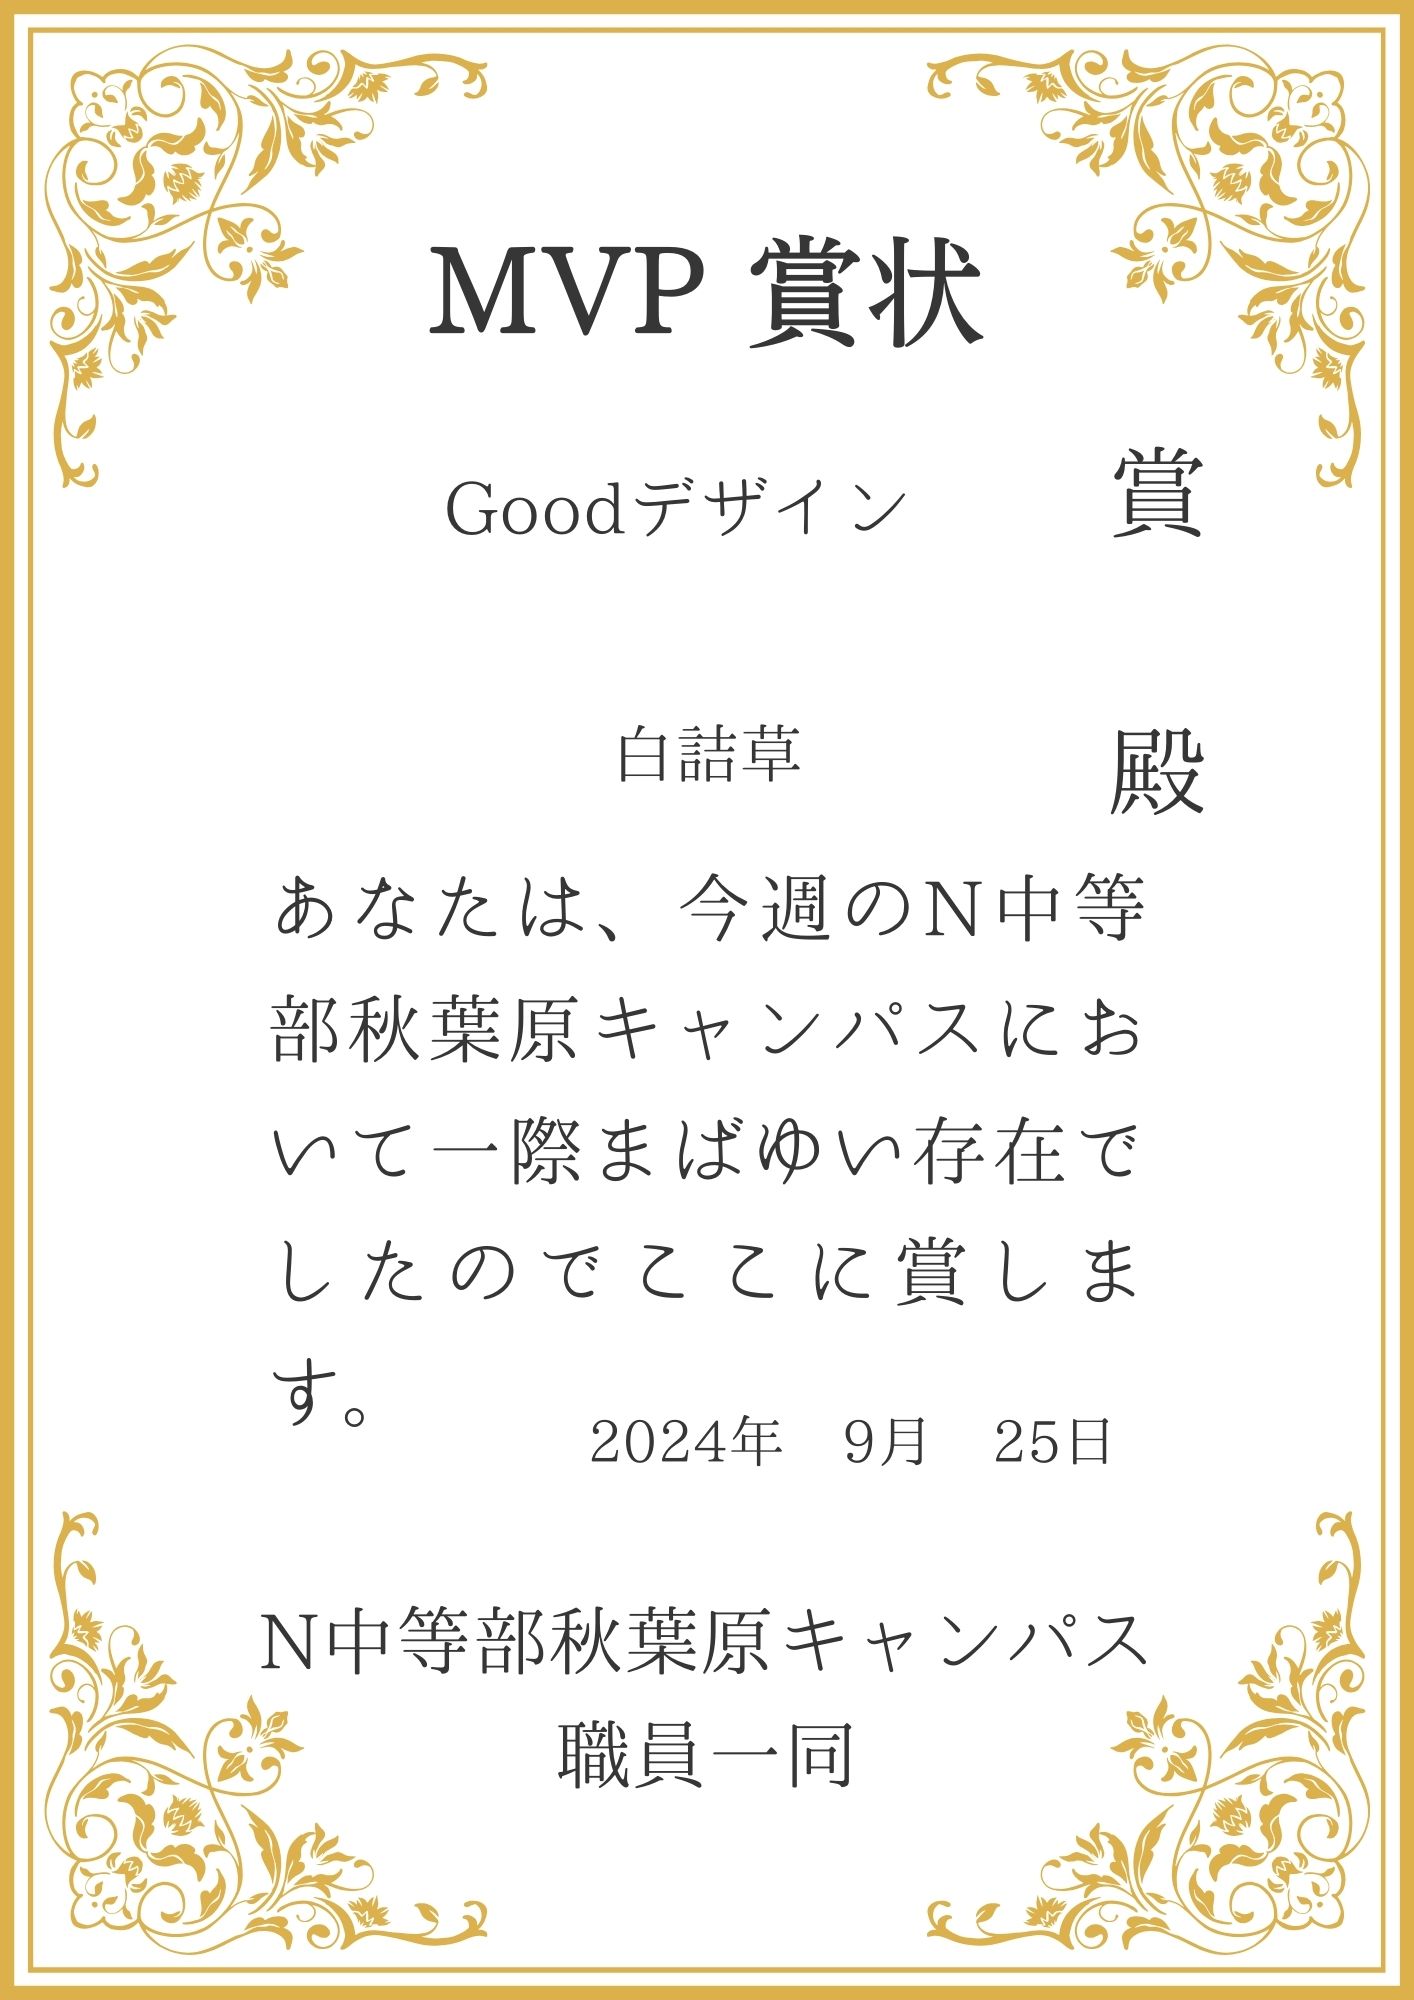 MVP 賞状
Goodデザイン 賞
白詰草 殿
あなたは、今週のN中等
部秋葉原キャンパスにお
いて一際まばゆい存在で
したのでここに賞しま
す。
2024年　9月　25日
N中等部秋葉原キャンパス
職員一同